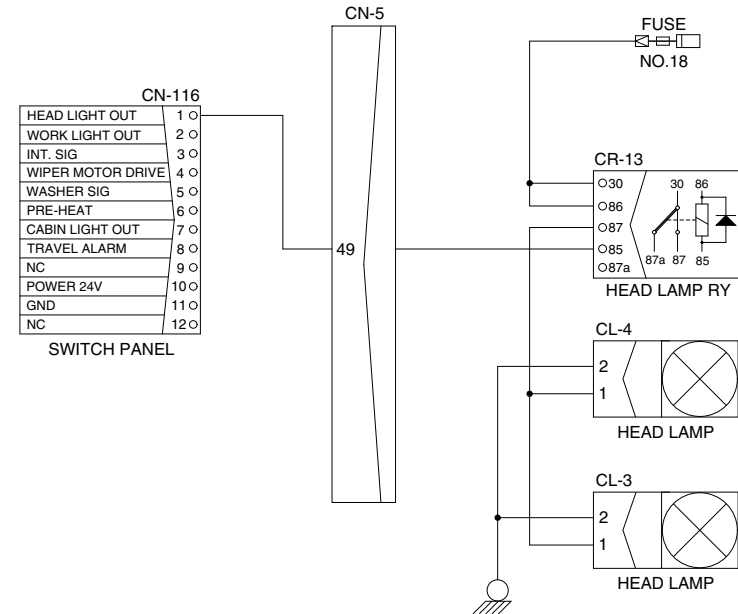 CN-5
FUSE
NO.18
CN-116
HEAD LIGHT OUT 1
WORK LIGHT OUT 2
INT. SIG 3
WIPER MOTOR DRIVE 4
WASHER SIG 5
PRE-HEAT 6
CABIN LIGHT OUT 7
TRAVEL ALARM 8
NC 9
POWER 24V 10
GND 11
NC 12
SWITCH PANEL
49
CR-13
30
86
87
85
87a
30 86
87a 87 85
HEAD LAMP RY
CL-4
2
1
HEAD LAMP
CL-3
2
1
HEAD LAMP